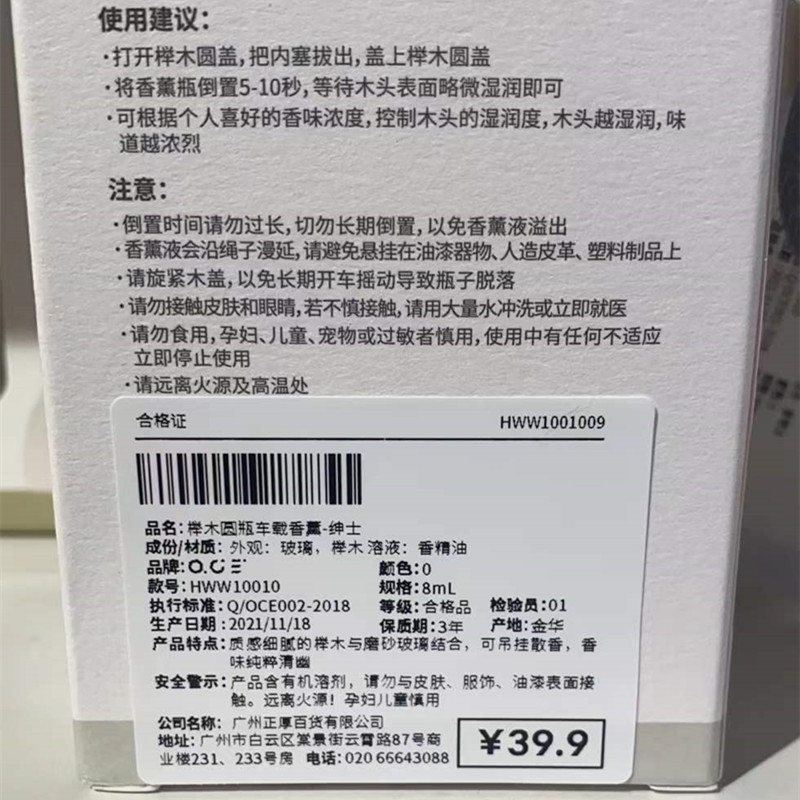 使用建议：
·打开榉木圆盖，把内塞拔出，盖上榉木圆盖
·将香薰瓶倒置5-10秒，等待木头表面略微湿润即可
·可根据个人喜好的香味浓度，控制木头的湿润度，木头越湿润，味
道越浓烈
注意：
·倒置时间请勿过长，切勿长期倒置，以免香薰液溢出
·香薰液会沿绳子漫延，请避免悬挂在油漆器物、人造皮革、塑料制品上
·请旋紧木盖，以免长期开车摇动导致瓶子脱落
·请勿接触皮肤和眼睛，若不慎接触，请用大量水冲洗或立即就医
·请勿食用，孕妇、儿童、宠物或过敏者慎用，使用中有任何不适应
立即停止使用
·请远离火源及高温处
合格证 HWW1001009
品名：榉木圆瓶车载香薰-绅士
成份/材质：外观：玻璃，榉木 溶液：香精油
品牌：O.C.E 颜色：0
款号：HWW10010 规格：8mL
执行标准：Q/OCE002-2018 等级：合格品 检验员：01
生产日期：2021/11/18 保质期：3年 产地：金华
产品特点：质感细腻的榉木与磨砂玻璃结合，可吊挂散香，香
味纯粹清幽
安全警示：产品含有机溶剂，请勿与皮肤、服饰、油漆表面接
触。远离火源！孕妇儿童慎用
公司名称：广州正厚百货有限公司
地址：广州市白云区棠景街云霄路87号商
业楼231、233号房 电话：020 66643088
¥39.9